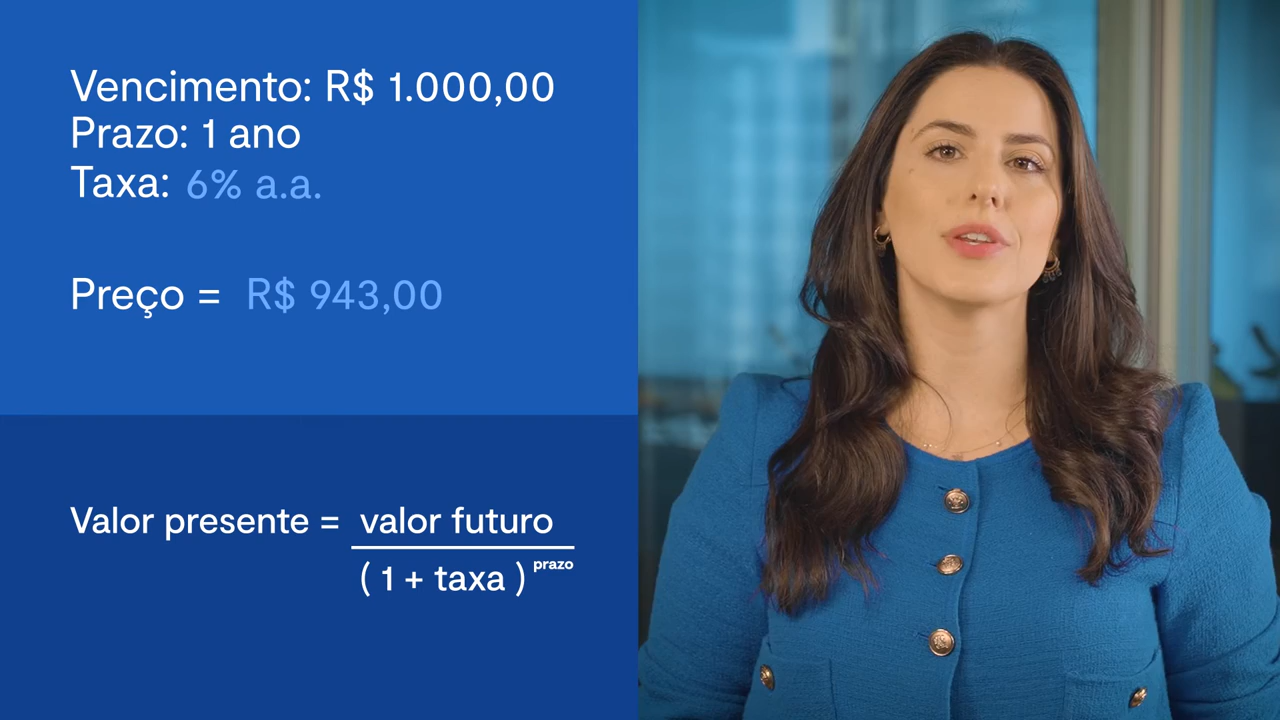 Vencimento: R$ 1.000,00
Prazo: 1 ano
Taxa: 6% a.a.
Preço = R$ 943,00
Valor presente = valor futuro
( 1 + taxa ) prazo